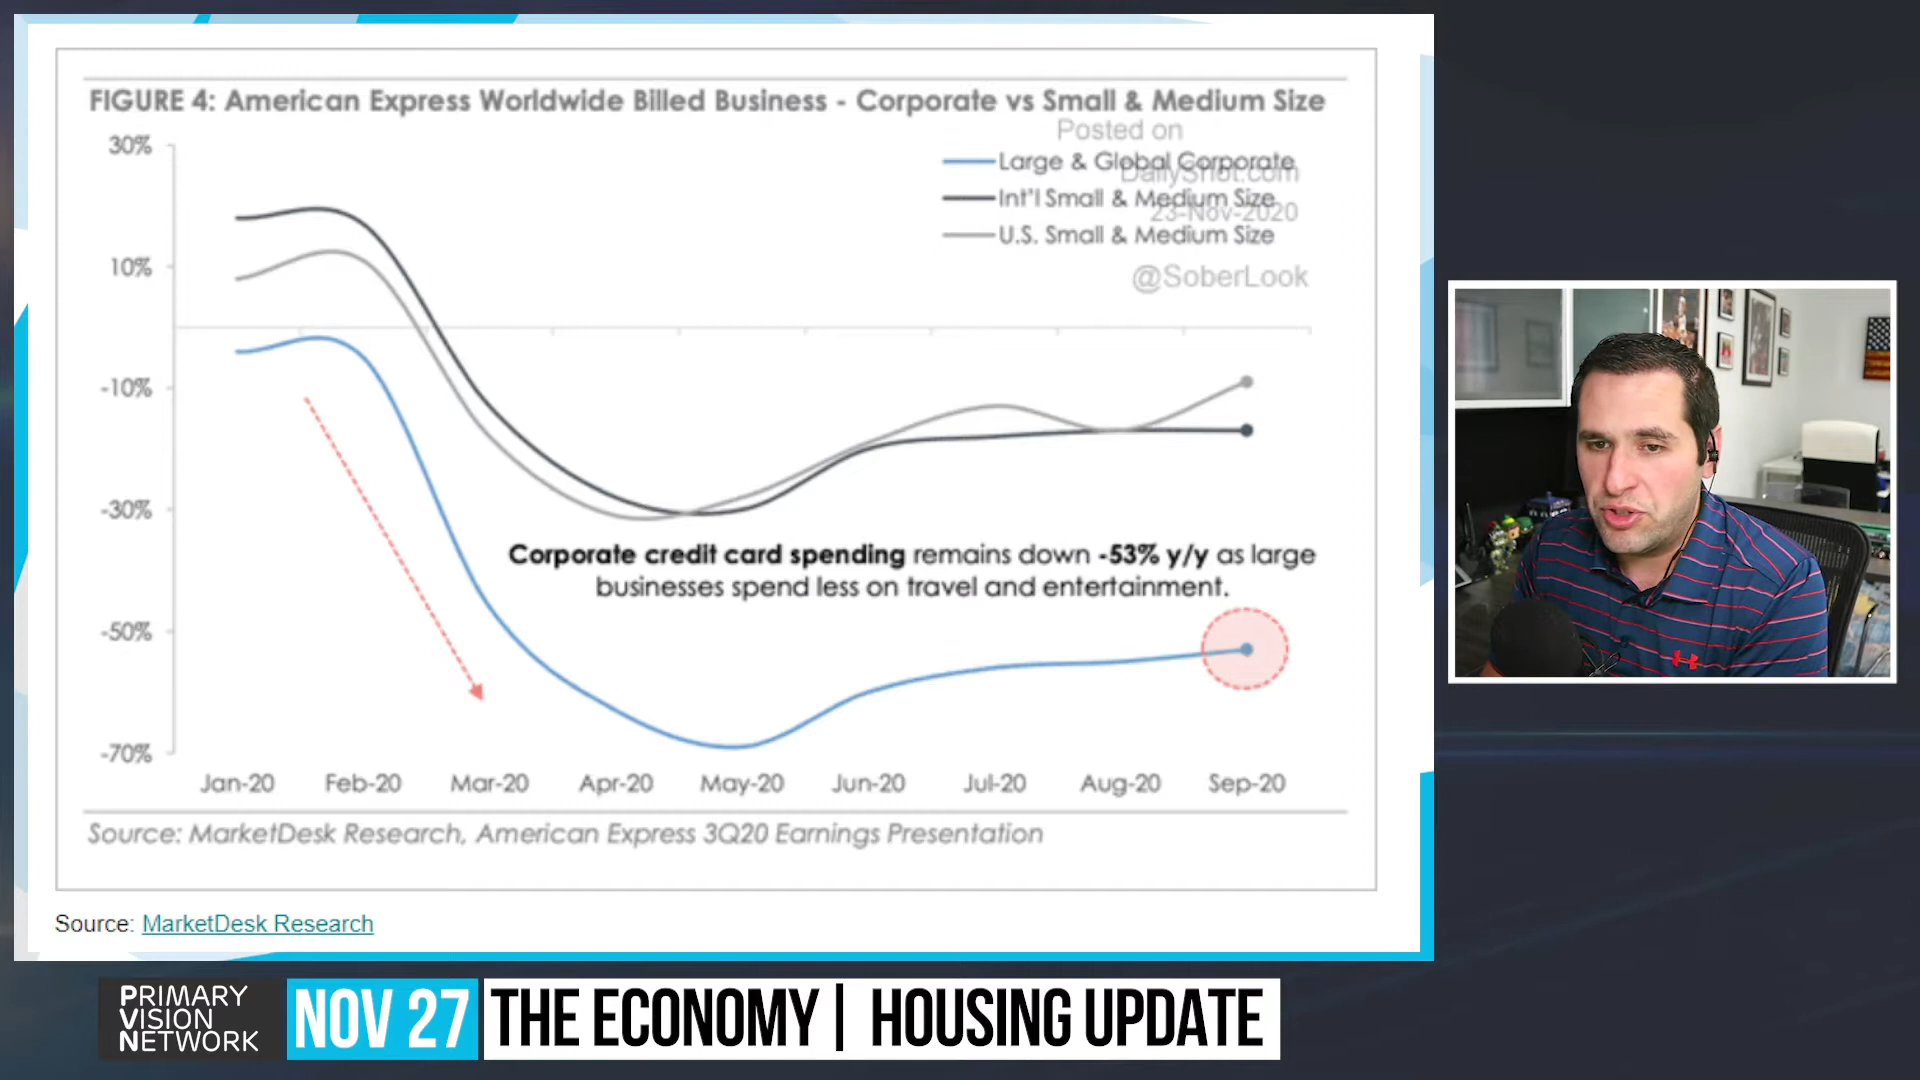 FIGURE 4: American Express Worldwide Billed Business - Corporate vs Small & Medium Size
Posted on
DailyShot.com
23-Nov-2020
@SoberLook
Large & Global Corporate
Int'l Small & Medium Size
U.S. Small & Medium Size
30%
10%
-10%
-30%
-50%
-70%
Corporate credit card spending remains down -53% y/y as large
businesses spend less on travel and entertainment.
Jan-20 Feb-20 Mar-20 Apr-20 May-20 Jun-20 Jul-20 Aug-20 Sep-20
Source: MarketDesk Research, American Express 3Q20 Earnings Presentation
Source: MarketDesk Research
PRIMARY
VISION
NETWORK
NOV 27
THE ECONOMY | HOUSING UPDATE